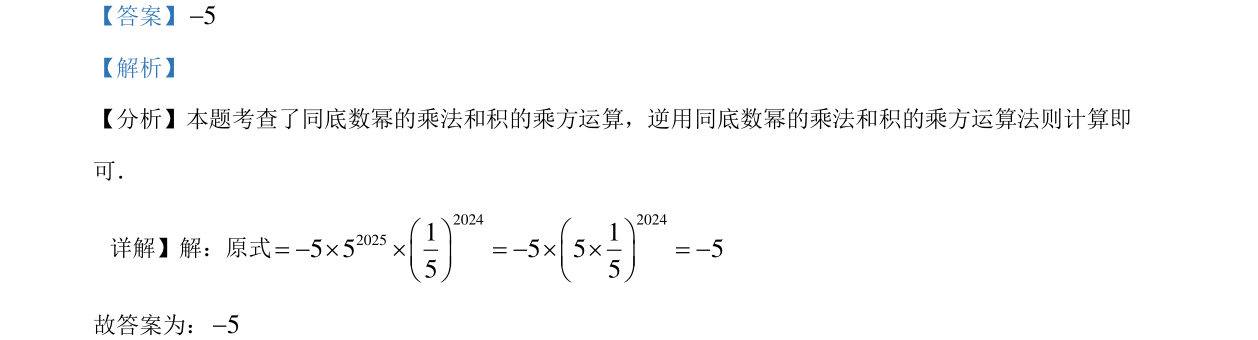 【答案】−5
【解析】
【分析】本题考查了同底数幂的乘法和积的乘方运算，逆用同底数幂的乘法和积的乘方运算法则计算即
可．
详解】解：原式 = −5×5^{2025}×(1/5)^{2024} = −5×(5×1/5)^{2024} = −5
故答案为：−5